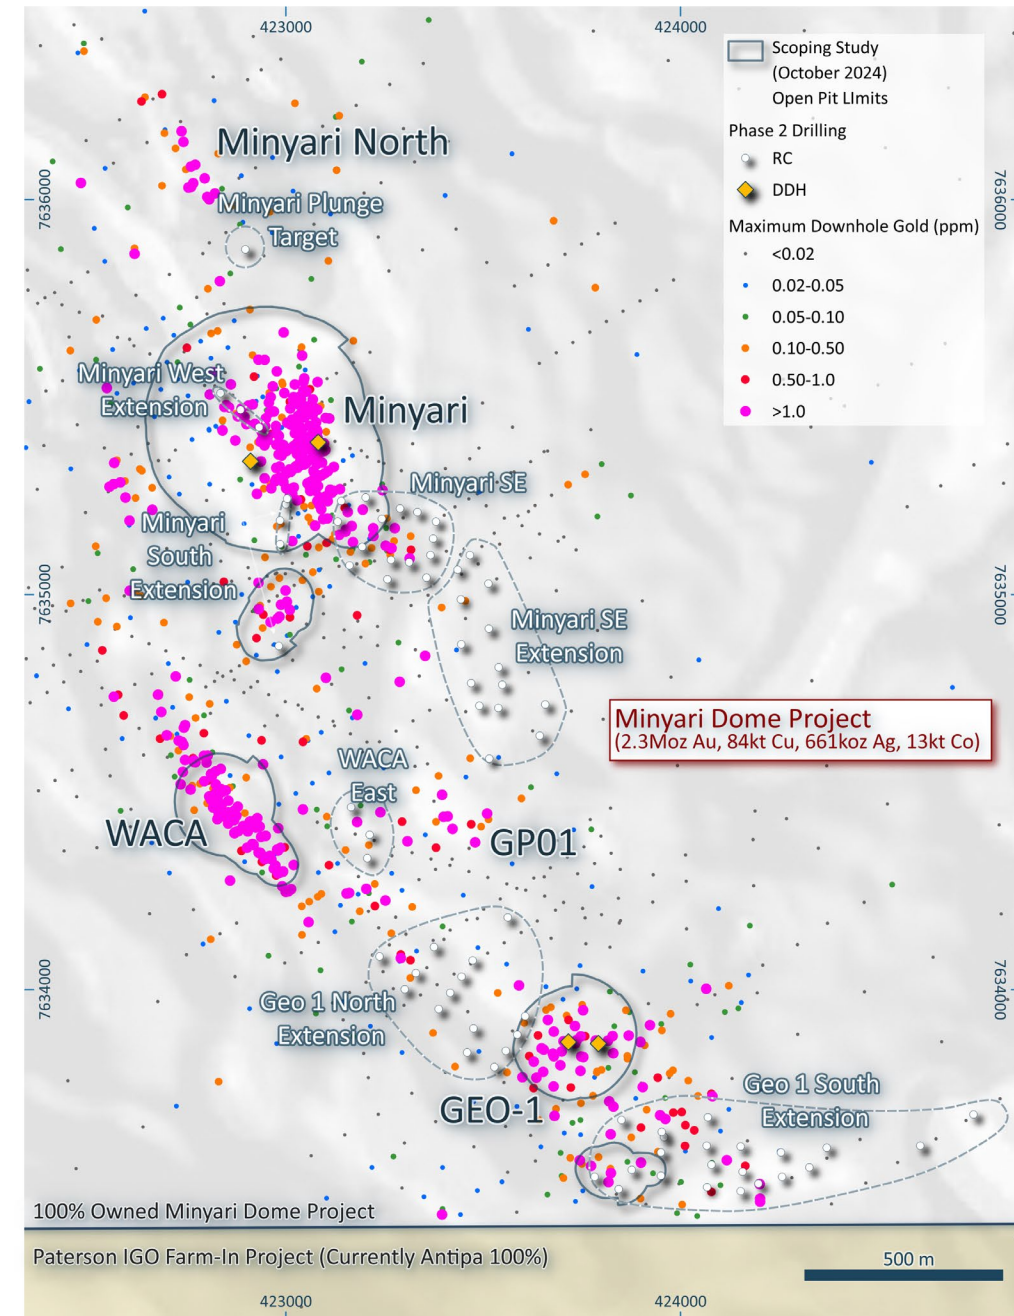 423000
424000
Scoping Study
(October 2024)
Open Pit LImits
Phase 2 Drilling
RC
DDH
Maximum Downhole Gold (ppm)
<0.02
0.02-0.05
0.05-0.10
0.10-0.50
0.50-1.0
>1.0
7636000
7636000
Minyari North
Minyari Plunge
Target
Minyari West
Extension
Minyari
Minyari SE
Minyari
South
Extension
7635000
7635000
Minyari SE
Extension
Minyari Dome Project
(2.3Moz Au, 84kt Cu, 661koz Ag, 13kt Co)
WACA
East
WACA
GP01
7634000
7634000
Geo 1 North
Extension
GEO-1
Geo 1 South
Extension
100% Owned Minyari Dome Project
Paterson IGO Farm-In Project (Currently Antipa 100%)
500 m
423000
424000